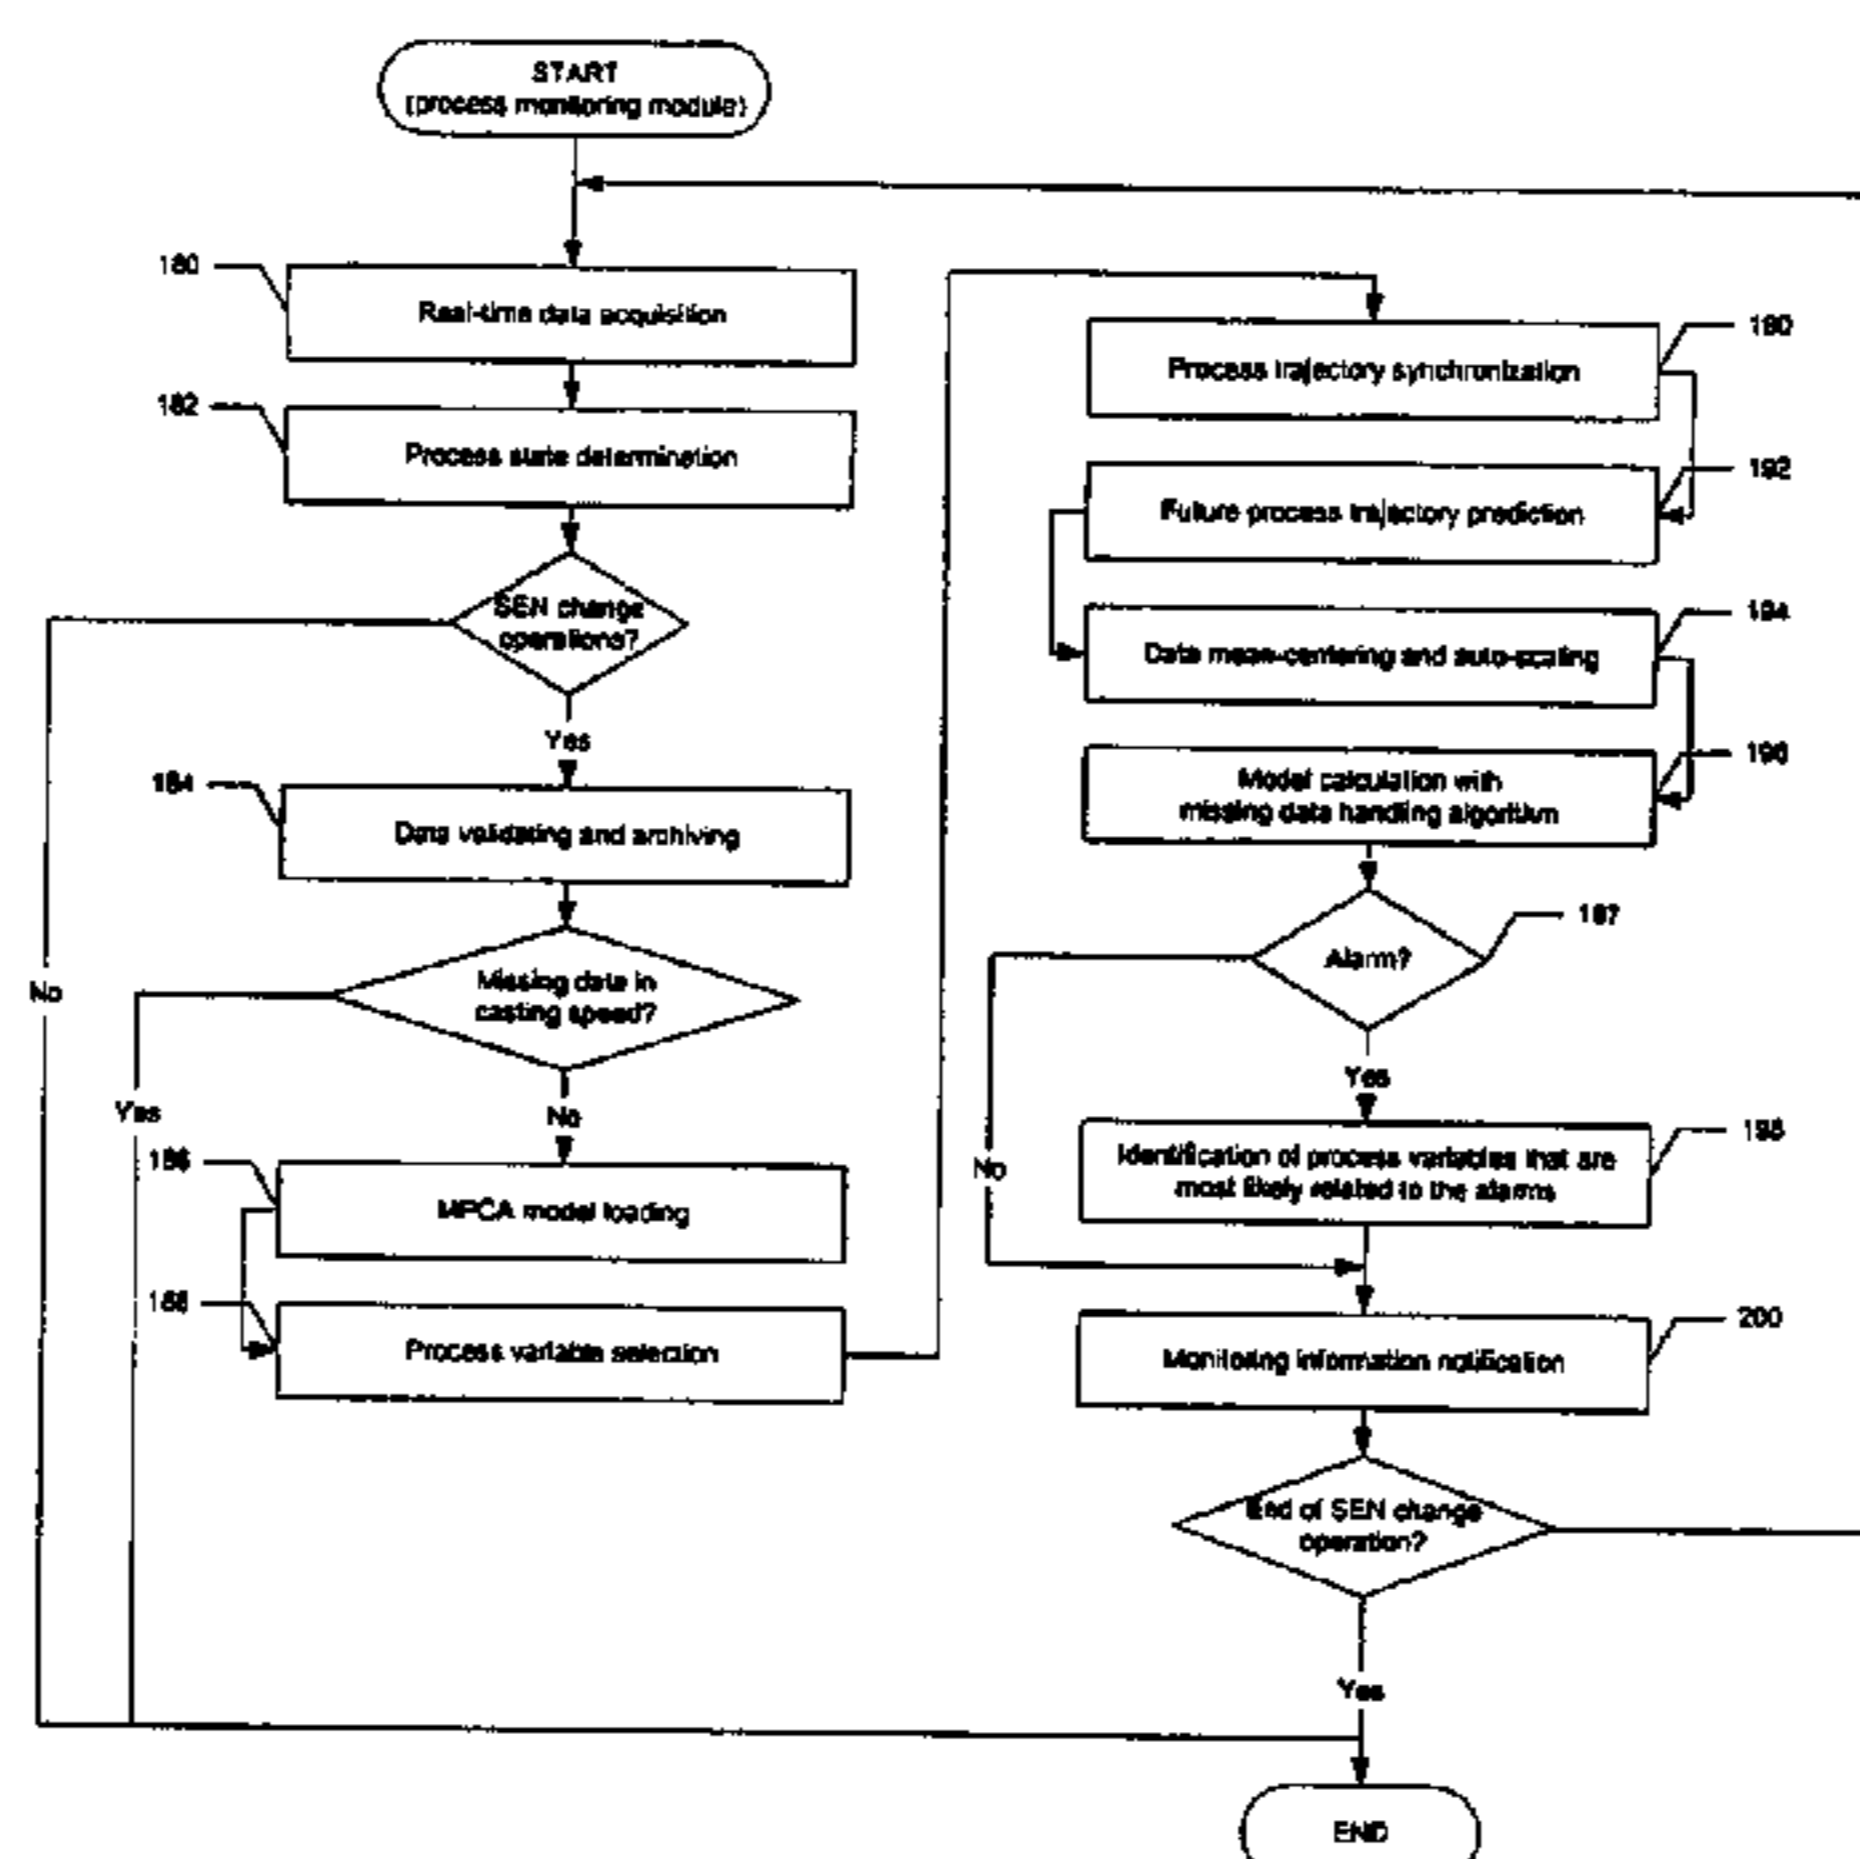 START
(process monitoring module)
180
Real-time data acquisition
182
Process state determination
SEN change
operations?
No
Yes
184
Data validating and archiving
Missing data in
casting speed?
Yes
No
186
MPCA model loading
188
Process variable selection
190
Process trajectory synchronization
192
Future process trajectory prediction
194
Data mean-centering and auto-scaling
196
Model calculation with
missing data handling algorithm
Alarm?
197
Yes
No
198
Identification of process variables that are
most likely related to the alarms
200
Monitoring information notification
End of SEN change
operation?
Yes
END